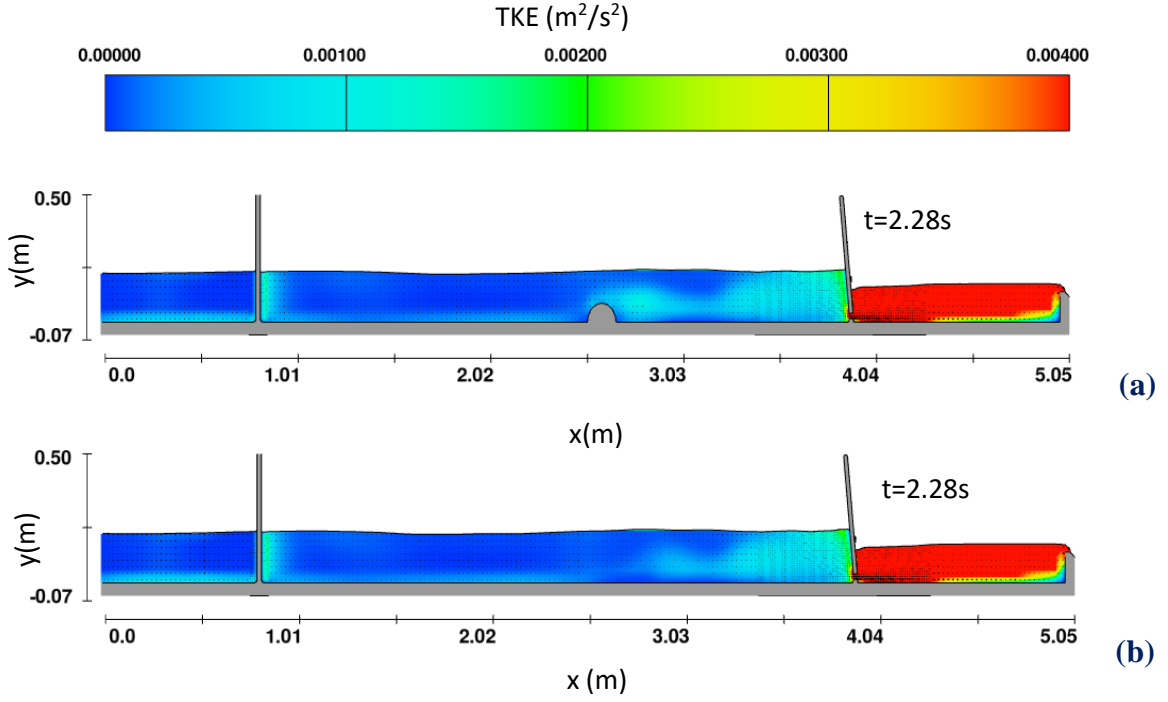 TKE (m²/s²)
0.00000 0.00100 0.00200 0.00300 0.00400
0.50
t=2.28s
y(m)
-0.07
0.0 1.01 2.02 3.03 4.04 5.05
(a)
x(m)
0.50
t=2.28s
y(m)
-0.07
0.0 1.01 2.02 3.03 4.04 5.05
(b)
x (m)